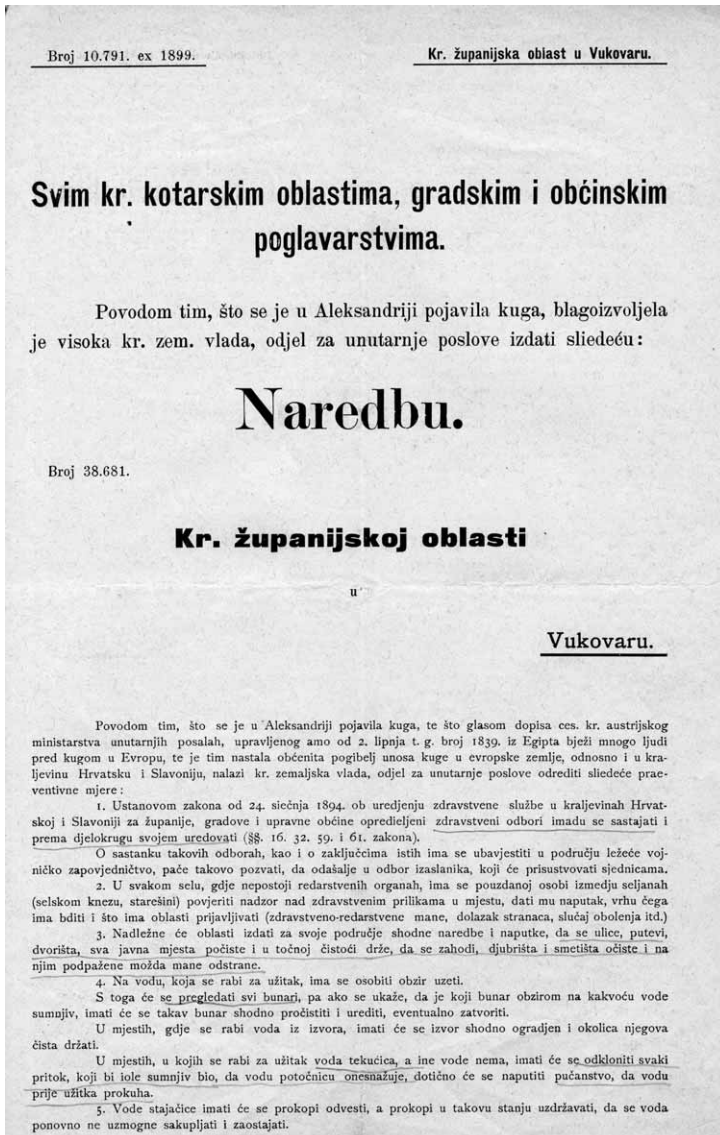 Broj 10.791. ex 1899.
Kr. županijska oblast u Vukovaru.
Svim kr. kotarskim oblastima, gradskim i obćinskim
poglavarstvima.
Povodom tim, što se je u Aleksandriji pojavila kuga, blagoizvoljela
je visoka kr. zem. vlada, odjel za unutarnje poslove izdati sliedeću:
Naredbu.
Broj 38.681.
Kr. županijskoj oblasti
u
Vukovaru.
Povodom tim, što se je u Aleksandriji pojavila kuga, te što glasom dopisa ces. kr. austrijskog
ministarstva unutarnjih posalah, upravljenog amo od 2. lipnja t. g. broj 1839. iz Egipta bježi mnogo ljudi
pred kugom u Evropu, te je tim nastala obćenita pogibelj unosa kuge u evropske zemlje, odnosno i u kra-
ljevinu Hrvatsku i Slavoniju, nalazi kr. zemaljska vlada, odjel za unutarnje poslove odrediti sliedeće prae-
ventivne mjere :
1. Ustanovom zakona od 24. siečnja 1894. ob uredjenju zdravstvene službe u kraljevinah Hrvat-
skoj i Slavoniji za županije, gradove i upravne obćine opredieljeni zdravstveni odbori imadu se sastajati i
prema djelokrugu svojem uredovati (§§. 16. 32. 59. i 61. zakona).
O sastanku takovih odborah, kao i o zaključcima istih ima se ubavjestiti u području ležeće voj-
ničko zapovjedničtvo, pače takovo pozvati, da odašalje u odbor izaslanika, koji će prisustvovati sjednicama.
2. U svakom selu, gdje nepostoji redarstvenih organah, ima se pouzdanoj osobi izmedju seljanah
(selskom knezu, starešini) povjeriti nadzor nad zdravstvenim prilikama u mjestu, dati mu naputak, vrhu čega
ima bditi i što ima oblasti prijavljivati (zdravstveno-redarstvene mane, dolazak stranaca, slučaj obolenja itd.)
3. Nadležne će oblasti izdati za svoje područje shodne naredbe i naputke, da se ulice, putevi,
dvorišta, sva javna mjesta počiste i u točnoj čistoći drže, da se zahodi, djubrišta i smetišta očiste i na
njim podpažene možda mane odstrane.
4. Na vodu, koja se rabi za užitak, ima se osobiti obzir uzeti.
S toga će se pregledati svi bunari, pa ako se ukaže, da je koji bunar obzirom na kakvoću vode
sumnjiv, imati će se takav bunar shodno pročistiti i urediti, eventualno zatvoriti.
U mjestih, gdje se rabi voda iz izvora, imati će se izvor shodno ogradjen i okolica njegova
čista držati.
U mjestih, u kojih se rabi za užitak voda tekućica, a ine vode nema, imati će se odkloniti svaki
pritok, koji bi iole sumnjiv bio, da vodu potočnicu onesnažuje, dotično će se naputiti pučanstvo, da vodu
prije užitka prokuha.
5. Vode stajaćice imati će se prokopi odvesti, a prokopi u takovu stanju uzdržavati, da se voda
ponovno ne uzmogne sakupljati i zaostajati.